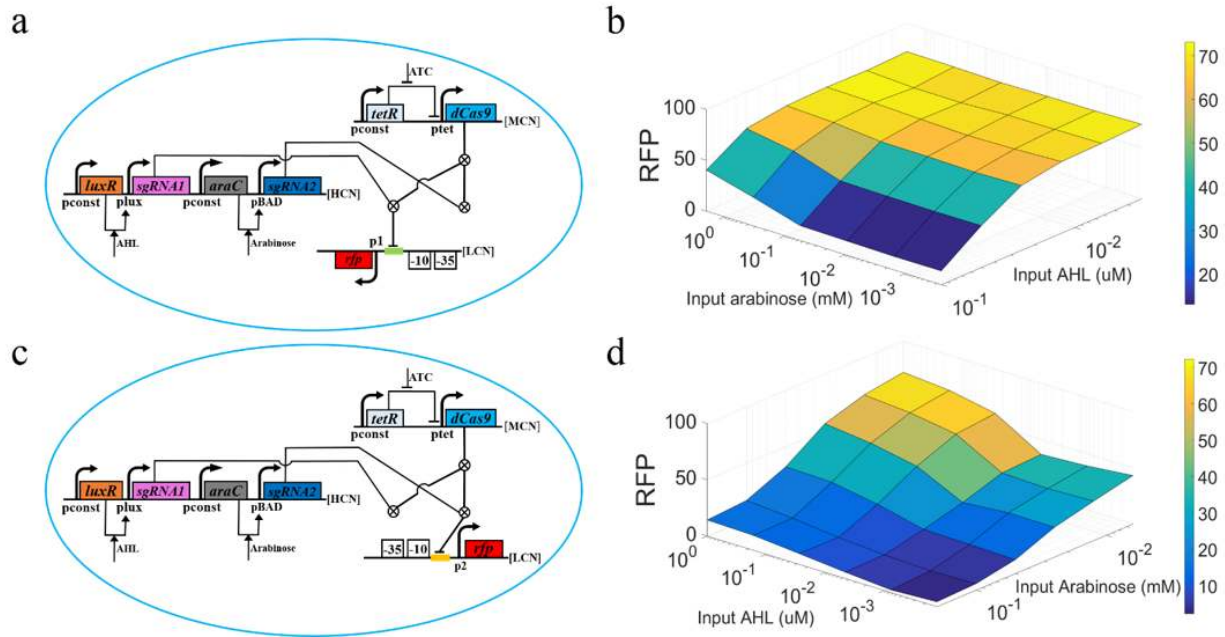 a
ATC
tetR
dCas9
pconst
ptet
[MCN]
luxR
sgRNA1
araC
sgRNA2
[HCN]
pconst
plux
pconst
pBAD
AHL
Arabinose
p1
[LCN]
rfp
-10
-35
b
RFP
100
50
0
10^0
10^-1
10^-2
10^-3
Input arabinose (mM)
10^-1
10^-2
Input AHL (uM)
70
60
50
40
30
20
c
ATC
tetR
dCas9
pconst
ptet
[MCN]
luxR
sgRNA1
araC
sgRNA2
[HCN]
pconst
plux
pconst
pBAD
AHL
Arabinose
-35
-10
rfp
p2
[LCN]
d
RFP
100
50
0
10^0
10^-1
10^-2
10^-3
Input AHL (uM)
10^-1
10^-2
Input Arabinose (mM)
70
60
50
40
30
20
10